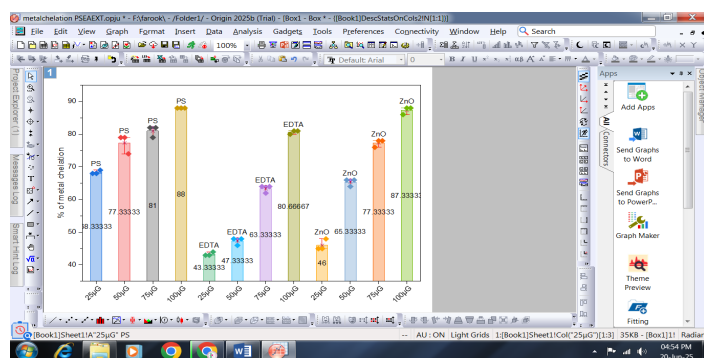 metalchelation PSEAEXT.opju * - C:\Users\farook\ - /Folder1/ - Origin 2025b (Trial) - [Box1 - Box * - ([Book1]DescStatsOnCols2!N[1:1])]
File Edit View Graph Format Insert Data Analysis Gadgets Tools Preferences Connectivity Window Help Search
100%
Default: Arial 0 B I U
Project Explorer (1)
Messages Log
Smart Hint Log
1
% of metal chelation
90
80
70
60
50
40
PS PS PS PS EDTA EDTA EDTA EDTA ZnO ZnO ZnO ZnO
77.33333 81 88 43.33333 47.33333 63.33333 80.66667 46 65.33333 77.33333 87.33333
25µG 50µG 75µG 100µG 25µG 50µG 75µG 100µG 25µG 50µG 75µG 100µG
Apps
Object Manager
All
Connectors
Add Apps
Send Graphs
to Word
Send Graphs
to PowerP...
Graph Maker
Theme
Preview
Fitting
[Book1]Sheet1!A"25µG" PS
-- AU : ON Light Grids 1:[Book1]Sheet1!Col("25µG")[1:3] 35KB - [Book1]1! Radian
04:54 PM
20-Jun-25